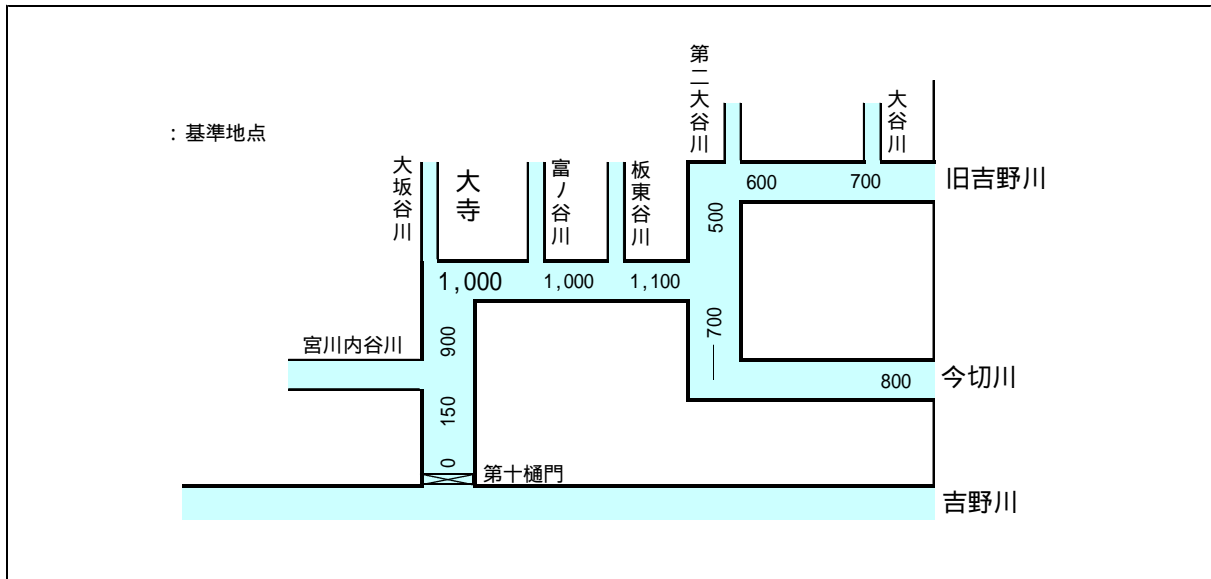 第二大谷川
大谷川
：基準地点
大坂谷川
大寺
富ノ谷川
板東谷川
600
700
旧吉野川
500
1,000
1,000
1,100
700
900
宮川内谷川
800
今切川
150
0
第十樋門
吉野川